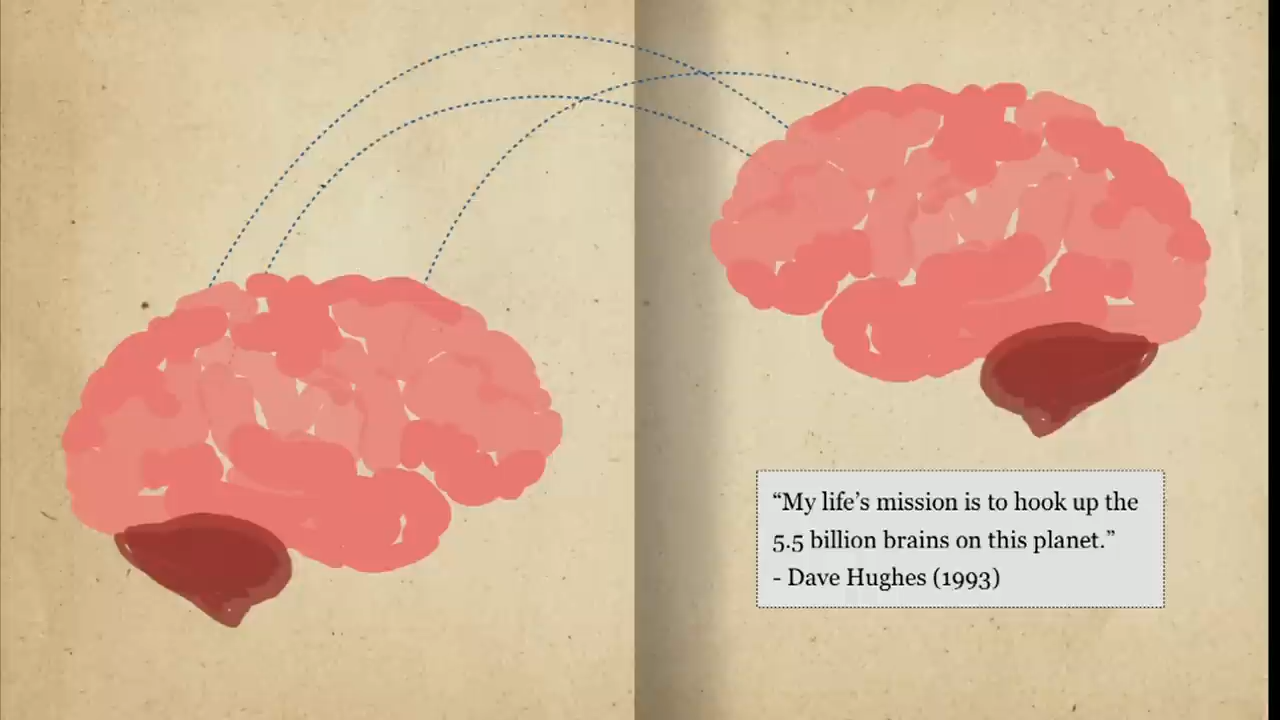 “My life’s mission is to hook up the
5.5 billion brains on this planet.”
- Dave Hughes (1993)